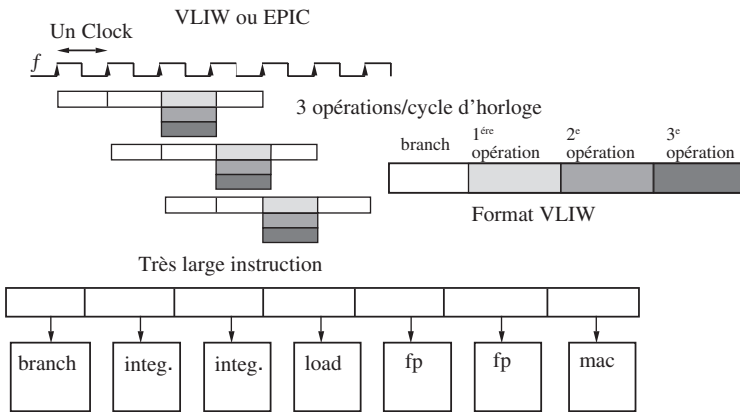 VLIW ou EPIC
Un Clock
f
3 opérations/cycle d'horloge
branch
1ére opération
2e opération
3e opération
Format VLIW
Très large instruction
branch
integ.
integ.
load
fp
fp
mac